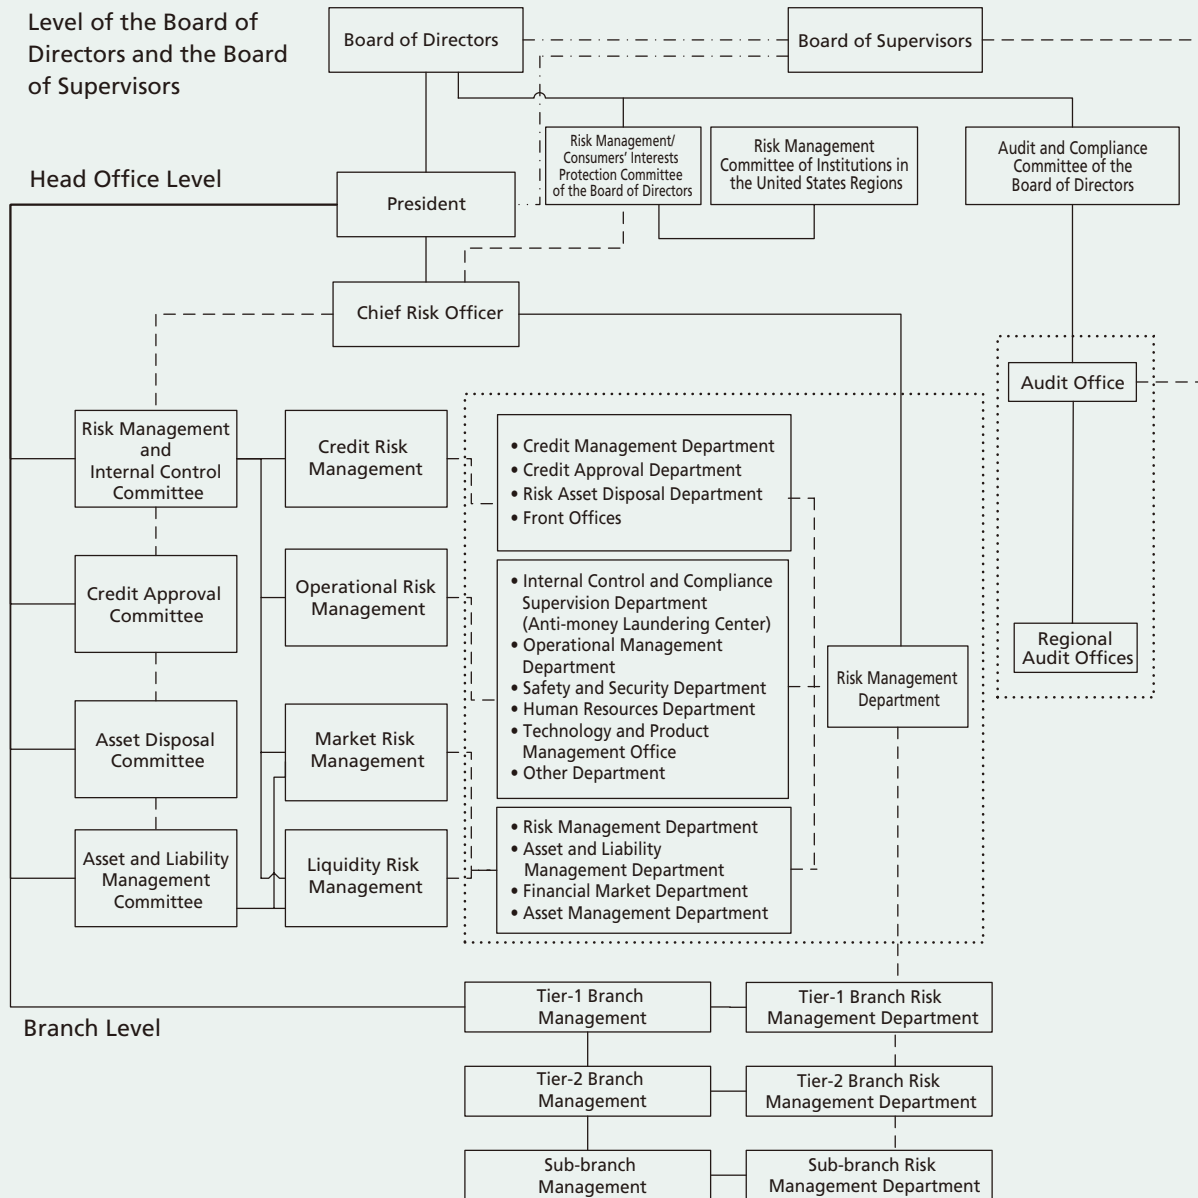 Level of the Board of
Directors and the Board
of Supervisors
Board of Directors
Board of Supervisors
Risk Management/
Consumers’ Interests
Protection Committee
of the Board of Directors
Risk Management
Committee of Institutions in
the United States Regions
Audit and Compliance
Committee of the
Board of Directors
Head Office Level
President
Chief Risk Officer
Audit Office
Regional
Audit Offices
Risk Management
and
Internal Control
Committee
Credit Risk
Management
• Credit Management Department
• Credit Approval Department
• Risk Asset Disposal Department
• Front Offices
Credit Approval
Committee
Operational Risk
Management
• Internal Control and Compliance
Supervision Department
(Anti-money Laundering Center)
• Operational Management
Department
• Safety and Security Department
• Human Resources Department
• Technology and Product
Management Office
• Other Department
Risk Management
Department
Asset Disposal
Committee
Market Risk
Management
Asset and Liability
Management
Committee
Liquidity Risk
Management
• Risk Management Department
• Asset and Liability
Management Department
• Financial Market Department
• Asset Management Department
Branch Level
Tier-1 Branch
Management
Tier-1 Branch Risk
Management Department
Tier-2 Branch
Management
Tier-2 Branch Risk
Management Department
Sub-branch
Management
Sub-branch Risk
Management Department